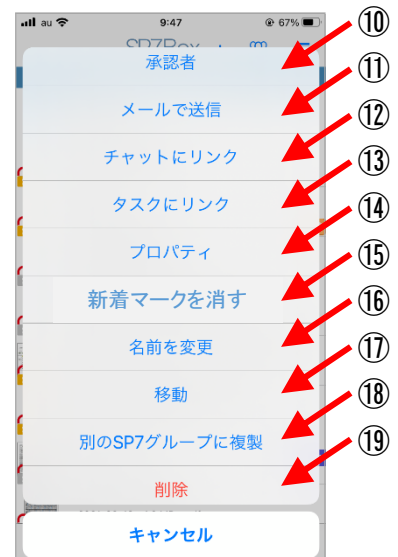 au 9:47 67%
SPZBox
⑩
承認者
⑪
メールで送信
⑫
チャットにリンク
⑬
タスクにリンク
⑭
プロパティ
⑮
新着マークを消す
⑯
名前を変更
⑰
移動
⑱
別のSP7グループに複製
⑲
削除
キャンセル